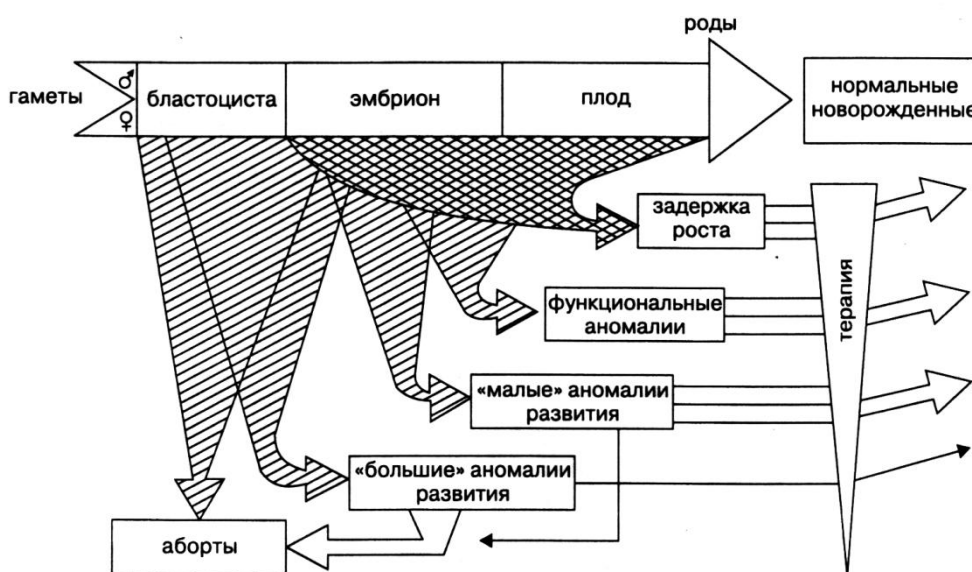 роды
гаметы
♂
♀
бластоциста
эмбрион
плод
нормальные
новорожденные
задержка
роста
функциональные
аномалии
терапия
«малые» аномалии
развития
«большие» аномалии
развития
аборты